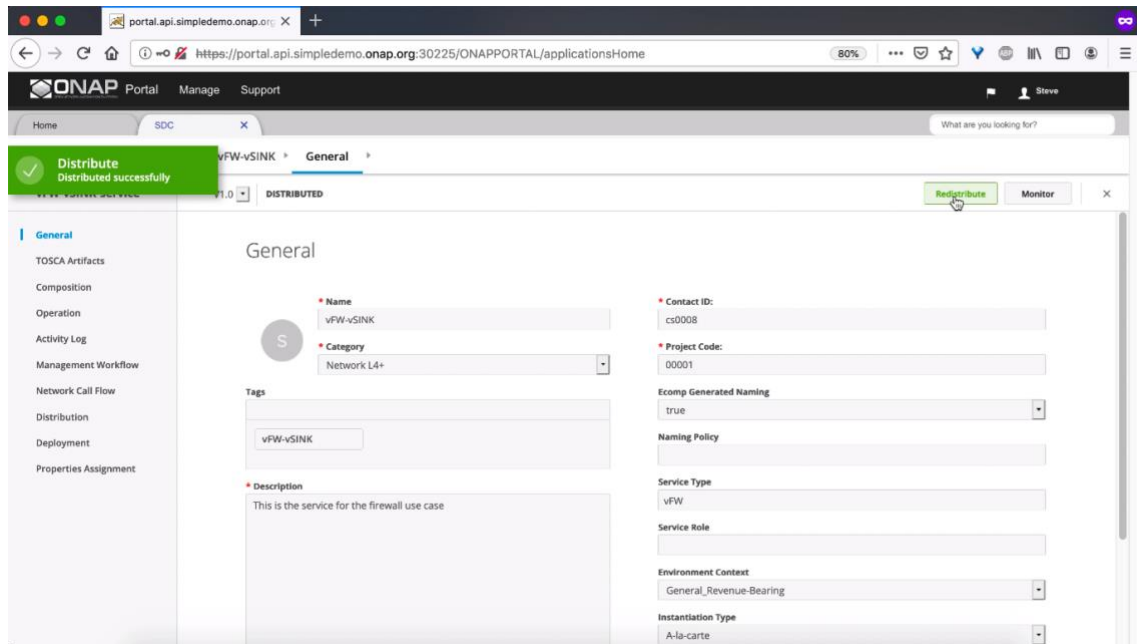 portal.api.simpledemo.onap.org
https://portal.api.simpledemo.onap.org:30225/ONAPPORTAL/applicationsHome
80%
ONAP Portal Manage Support
Steve
Home SDC
What are you looking for?
Distribute
Distributed successfully
vFW-vSINK General
V1.0 DISTRIBUTED
Redistribute Monitor
General
TOSCA Artifacts
Composition
Operation
Activity Log
Management Workflow
Network Call Flow
Distribution
Deployment
Properties Assignment
General
S
* Name
vFW-vSINK
* Category
Network L4+
Tags
vFW-vSINK
* Description
This is the service for the firewall use case
* Contact ID:
cs0008
* Project Code:
00001
Ecomp Generated Naming
true
Naming Policy
Service Type
vFW
Service Role
Environment Context
General_Revenue-Bearing
Instantiation Type
A-la-carte